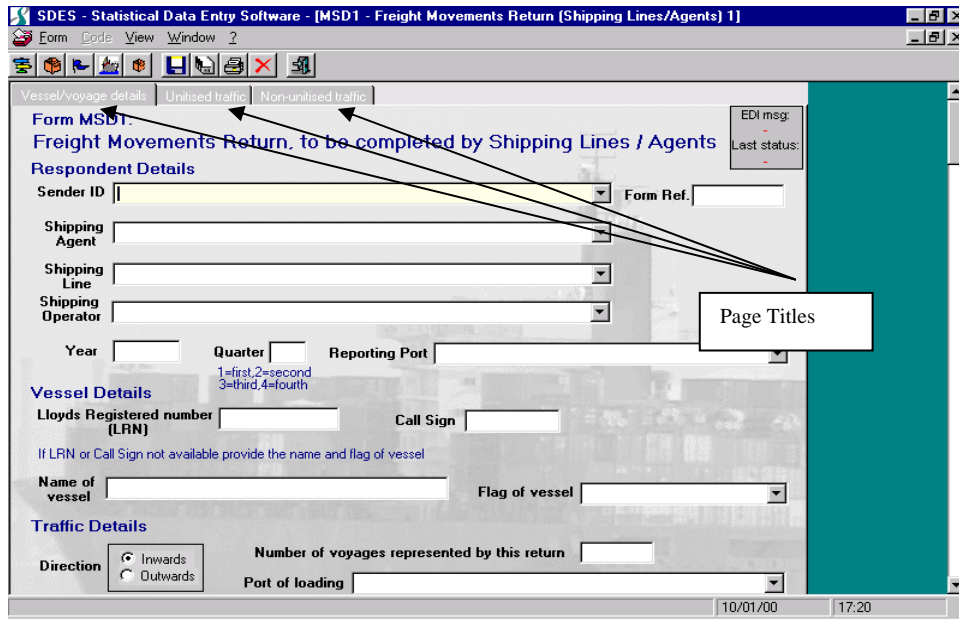 SDES - Statistical Data Entry Software - [MSD1 - Freight Movements Return (Shipping Lines/Agents) 1]
Form Code View Window ?
Vessel/voyage details Unitised traffic Non-unitised traffic
Form MSD1:
EDI msg:
-
Freight Movements Return, to be completed by Shipping Lines / Agents
Last status:
-
Respondent Details
Sender ID
Form Ref.
Shipping
Agent
Shipping
Line
Shipping
Operator
Page Titles
Year Quarter Reporting Port
1=first,2=second
3=third,4=fourth
Vessel Details
Lloyds Registered number
(LRN)
Call Sign
If LRN or Call Sign not available provide the name and flag of vessel
Name of
vessel
Flag of vessel
Traffic Details
Direction
Inwards
Outwards
Number of voyages represented by this return
Port of loading
10/01/00 17:20